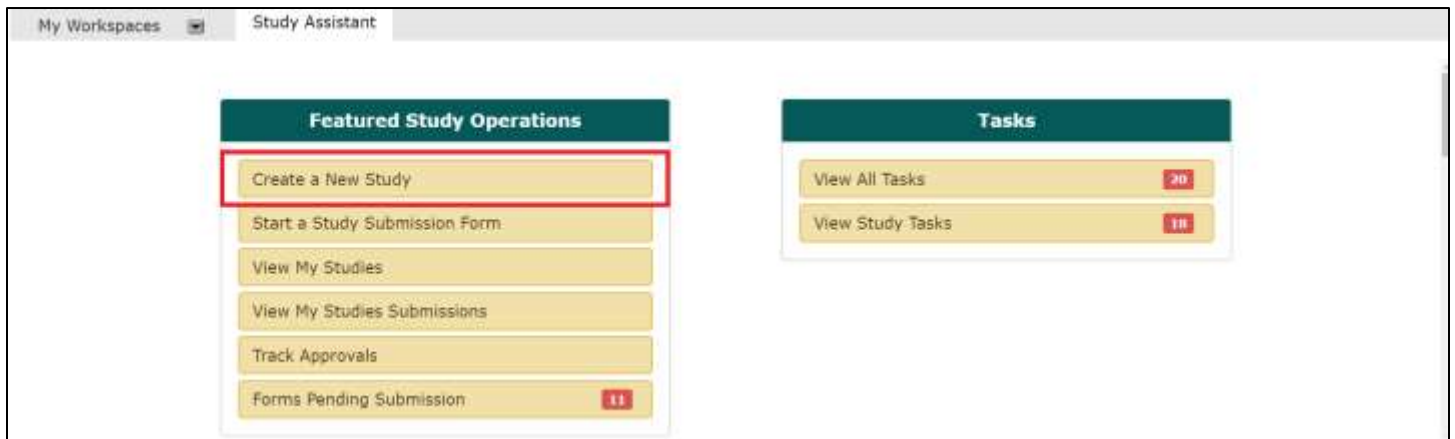 My Workspaces
Study Assistant
Featured Study Operations
Create a New Study
Start a Study Submission Form
View My Studies
View My Studies Submissions
Track Approvals
Forms Pending Submission 11
Tasks
View All Tasks 20
View Study Tasks 18